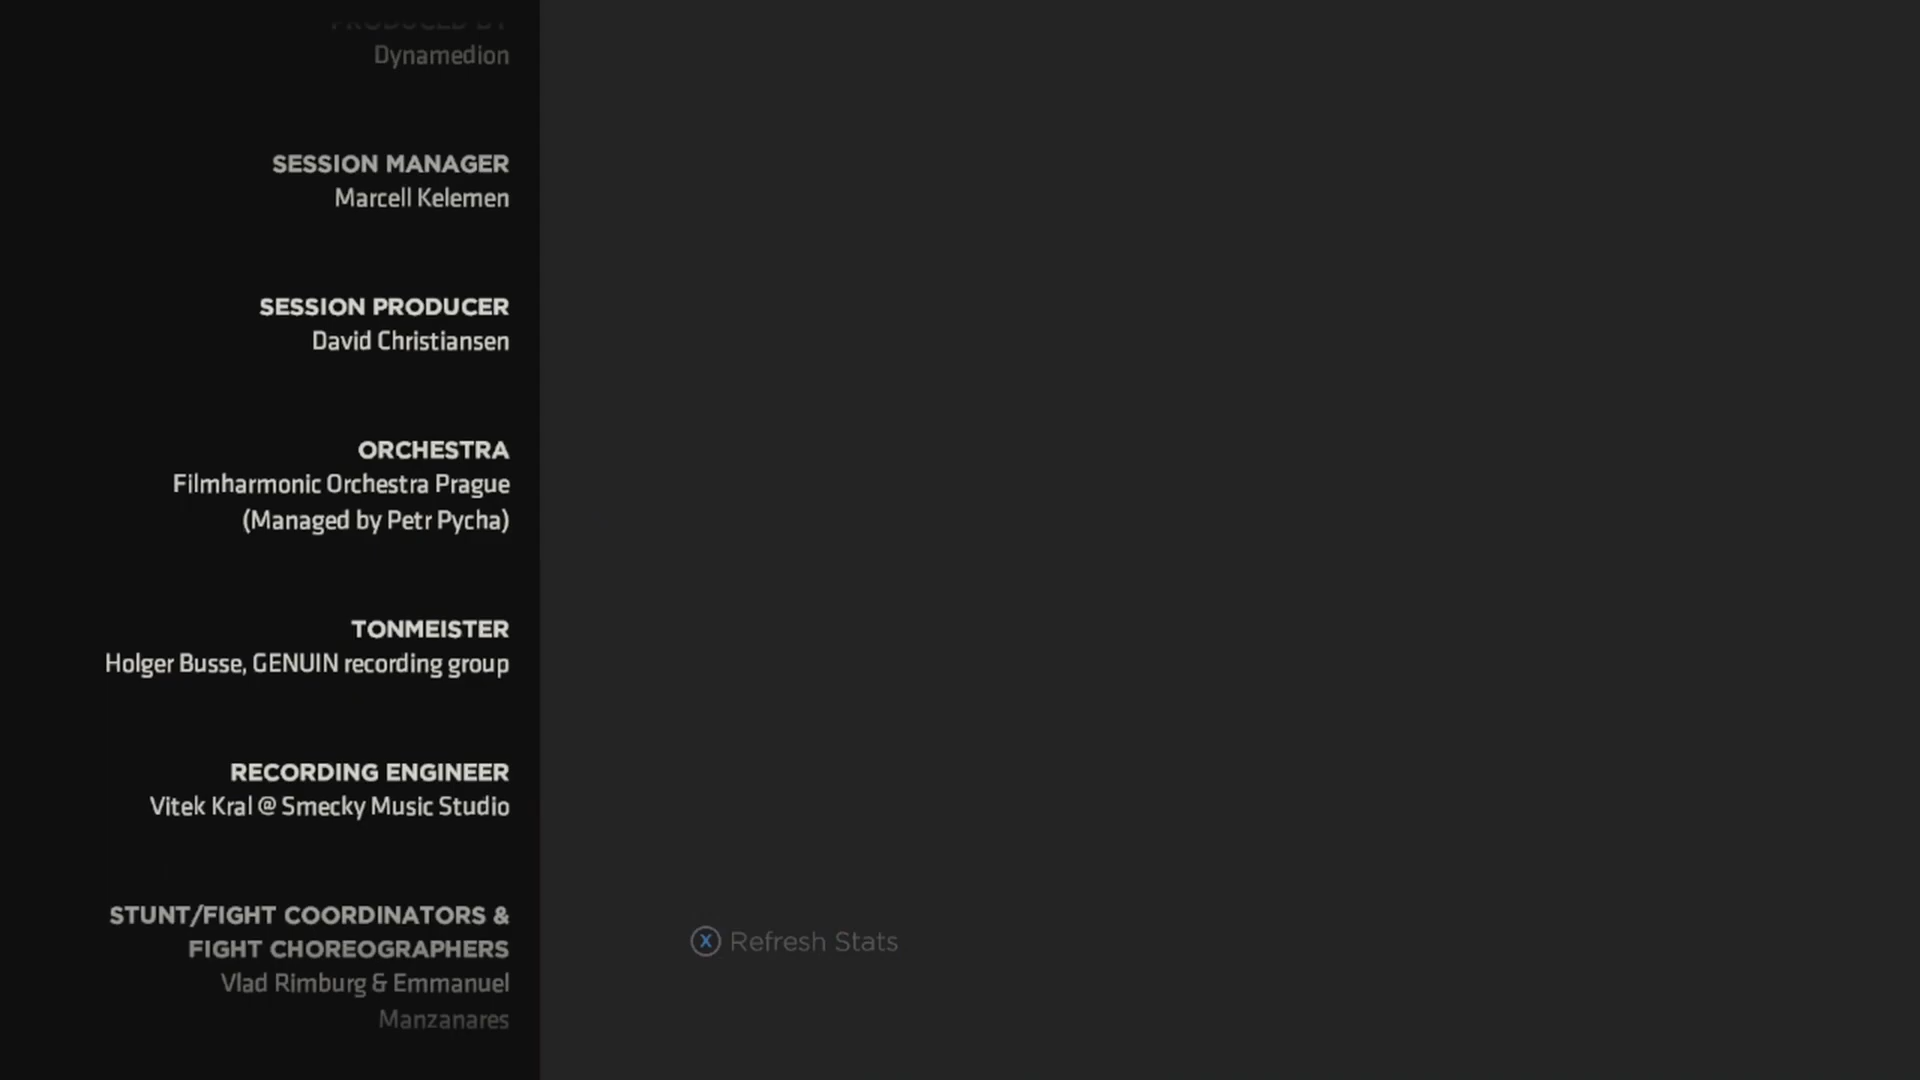 PRODUCED BY
Dynamedion
SESSION MANAGER
Marcell Kelemen
SESSION PRODUCER
David Christiansen
ORCHESTRA
Filmharmonic Orchestra Prague
(Managed by Petr Pycha)
TONMEISTER
Holger Busse, GENUIN recording group
RECORDING ENGINEER
Vitek Kral @ Smecky Music Studio
STUNT/FIGHT COORDINATORS &
FIGHT CHOREOGRAPHERS
Vlad Rimburg & Emmanuel
Manzanares
X Refresh Stats